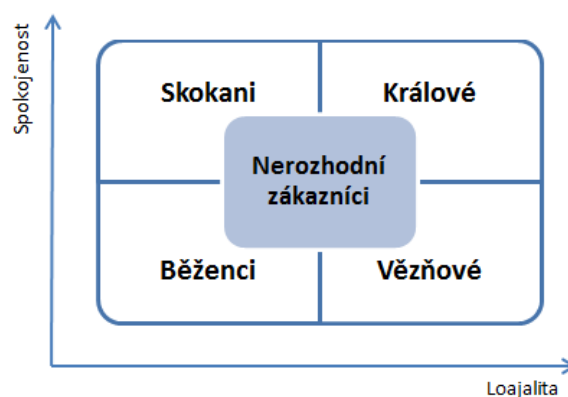 Spokojenost
Skokani
Králové
Nerozhodní
zákazníci
Běženci
Vězňové
Loajalita